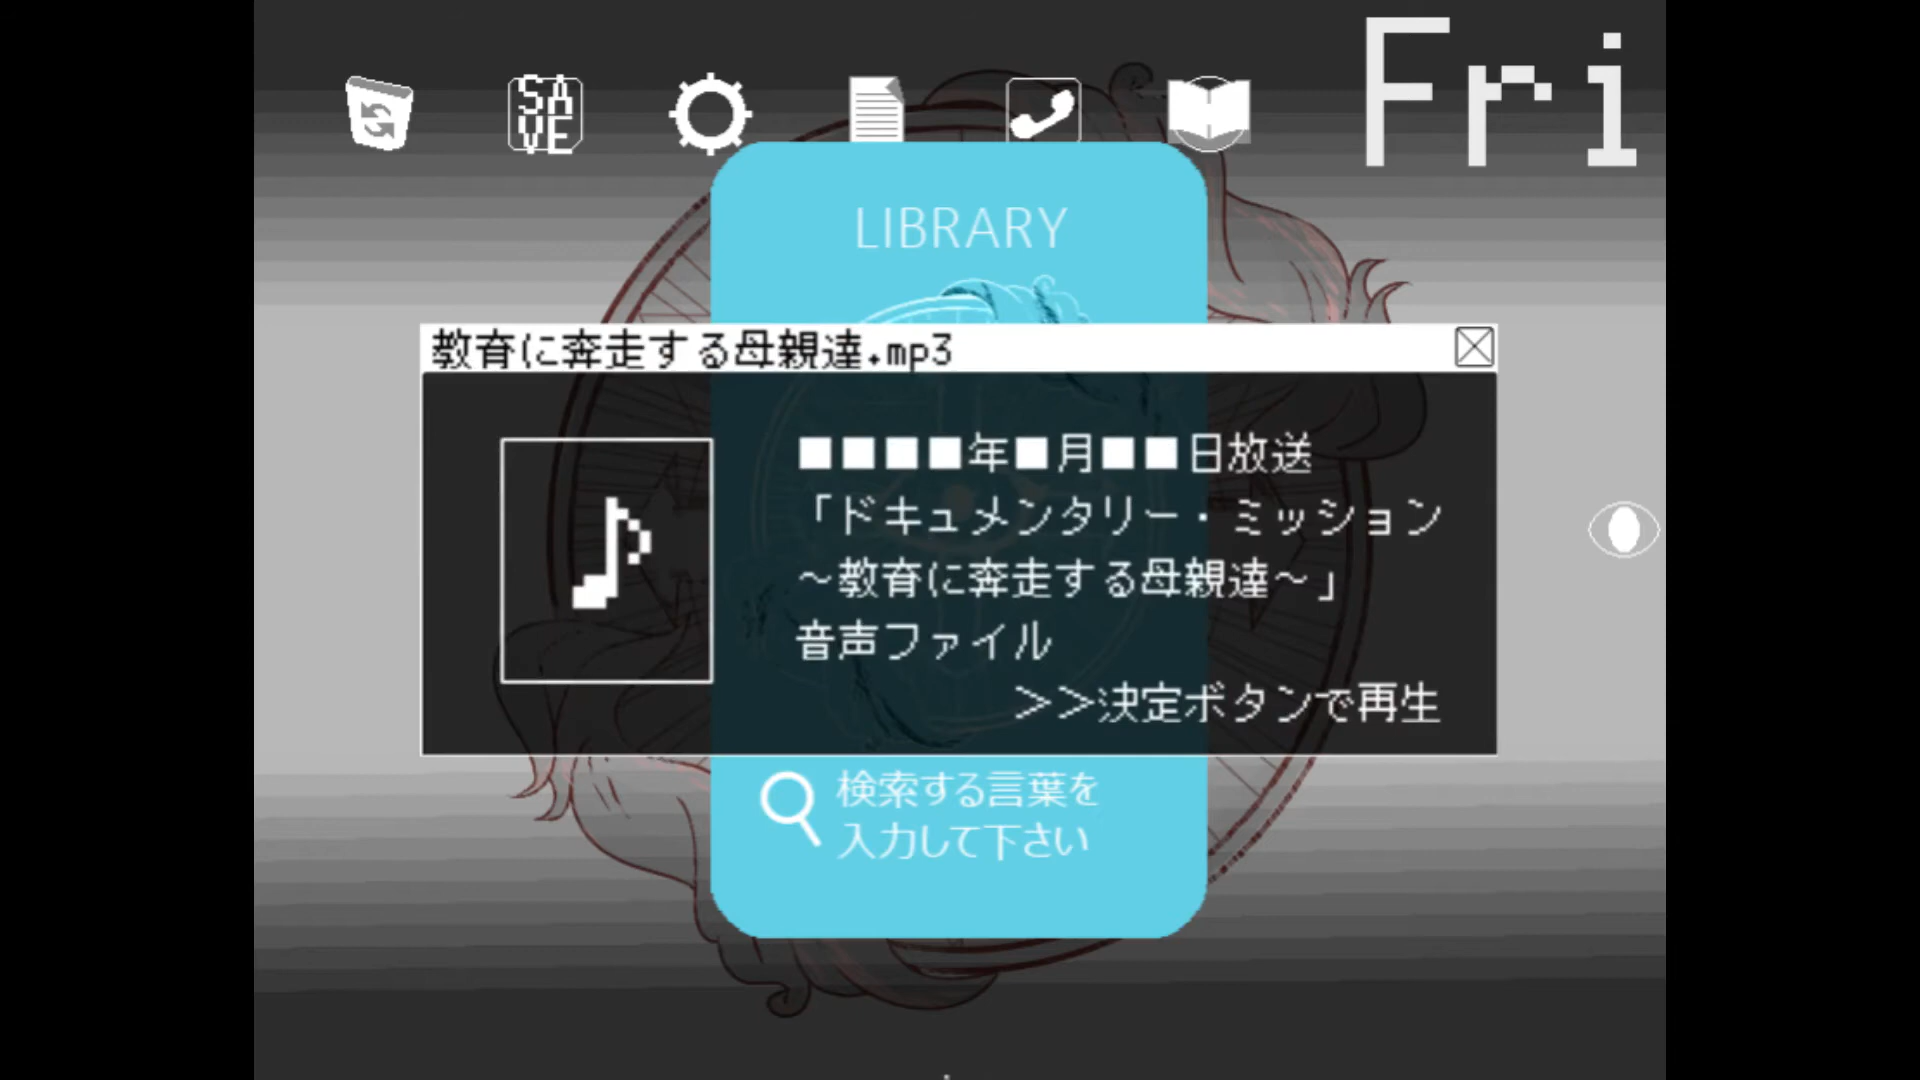 SA
VE
Fri
LIBRARY
教育に奔走する母親達.mp3
■■■■年■月■■日放送
「ドキュメンタリー・ミッション
～教育に奔走する母親達～」
音声ファイル
>>決定ボタンで再生
検索する言葉を
入力して下さい